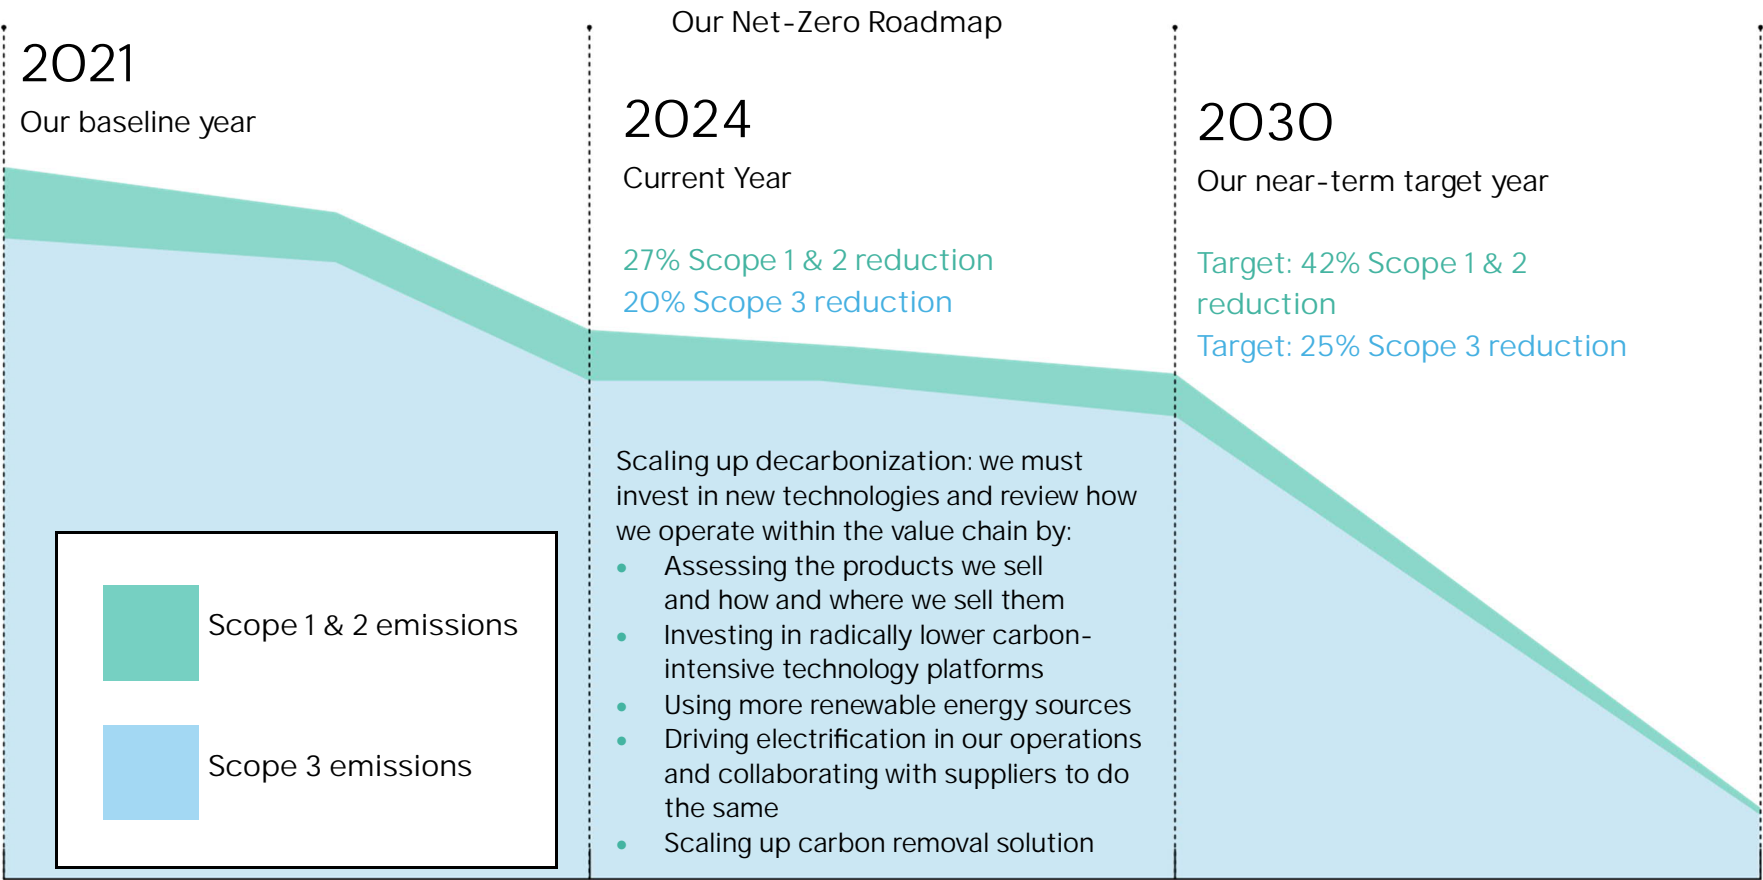 Our Net-Zero Roadmap
2021
Our baseline year
2024
Current Year
27% Scope 1 & 2 reduction
20% Scope 3 reduction
2030
Our near-term target year
Target: 42% Scope 1 & 2
reduction
Target: 25% Scope 3 reduction
Scaling up decarbonization: we must
invest in new technologies and review how
we operate within the value chain by:
• Assessing the products we sell
and how and where we sell them
• Investing in radically lower carbon-
intensive technology platforms
• Using more renewable energy sources
• Driving electrification in our operations
and collaborating with suppliers to do
the same
• Scaling up carbon removal solution
Scope 1 & 2 emissions
Scope 3 emissions